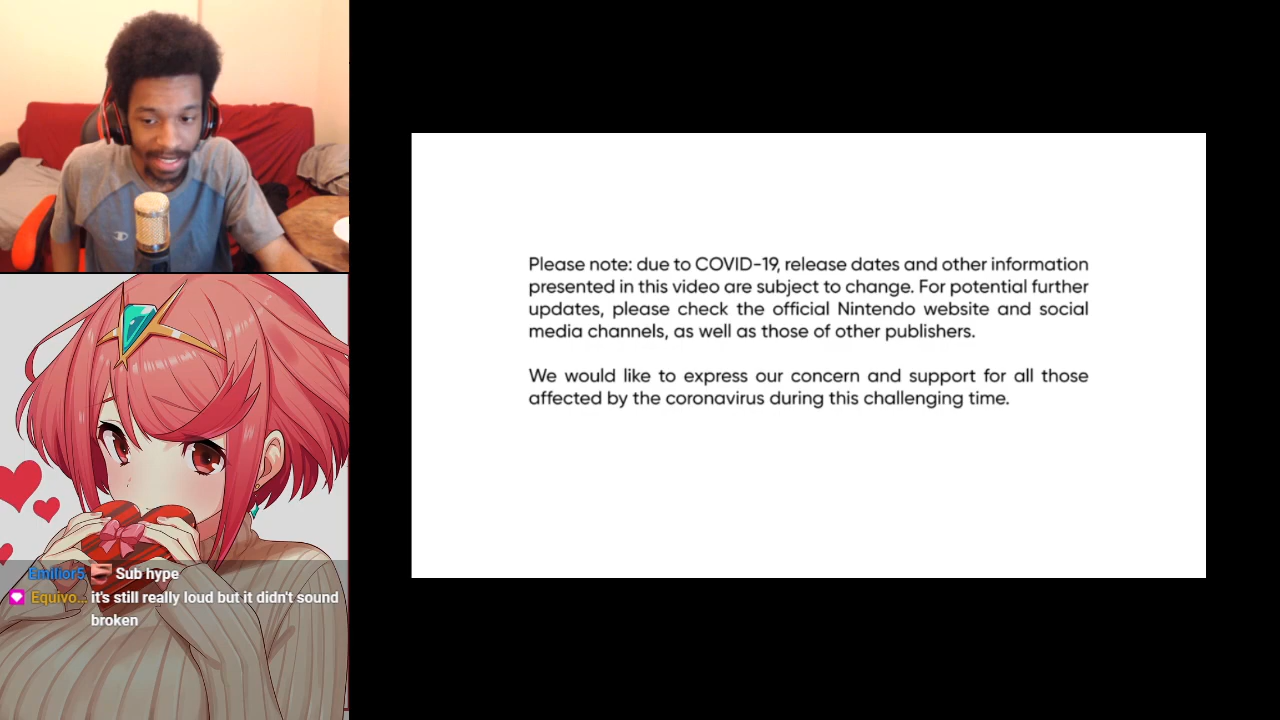 Please note: due to COVID-19, release dates and other information
presented in this video are subject to change. For potential further
updates, please check the official Nintendo website and social
media channels, as well as those of other publishers.
We would like to express our concern and support for all those
affected by the coronavirus during this challenging time.
Emilior5 Sub hype
Equivo... it's still really loud but it didn't sound
broken